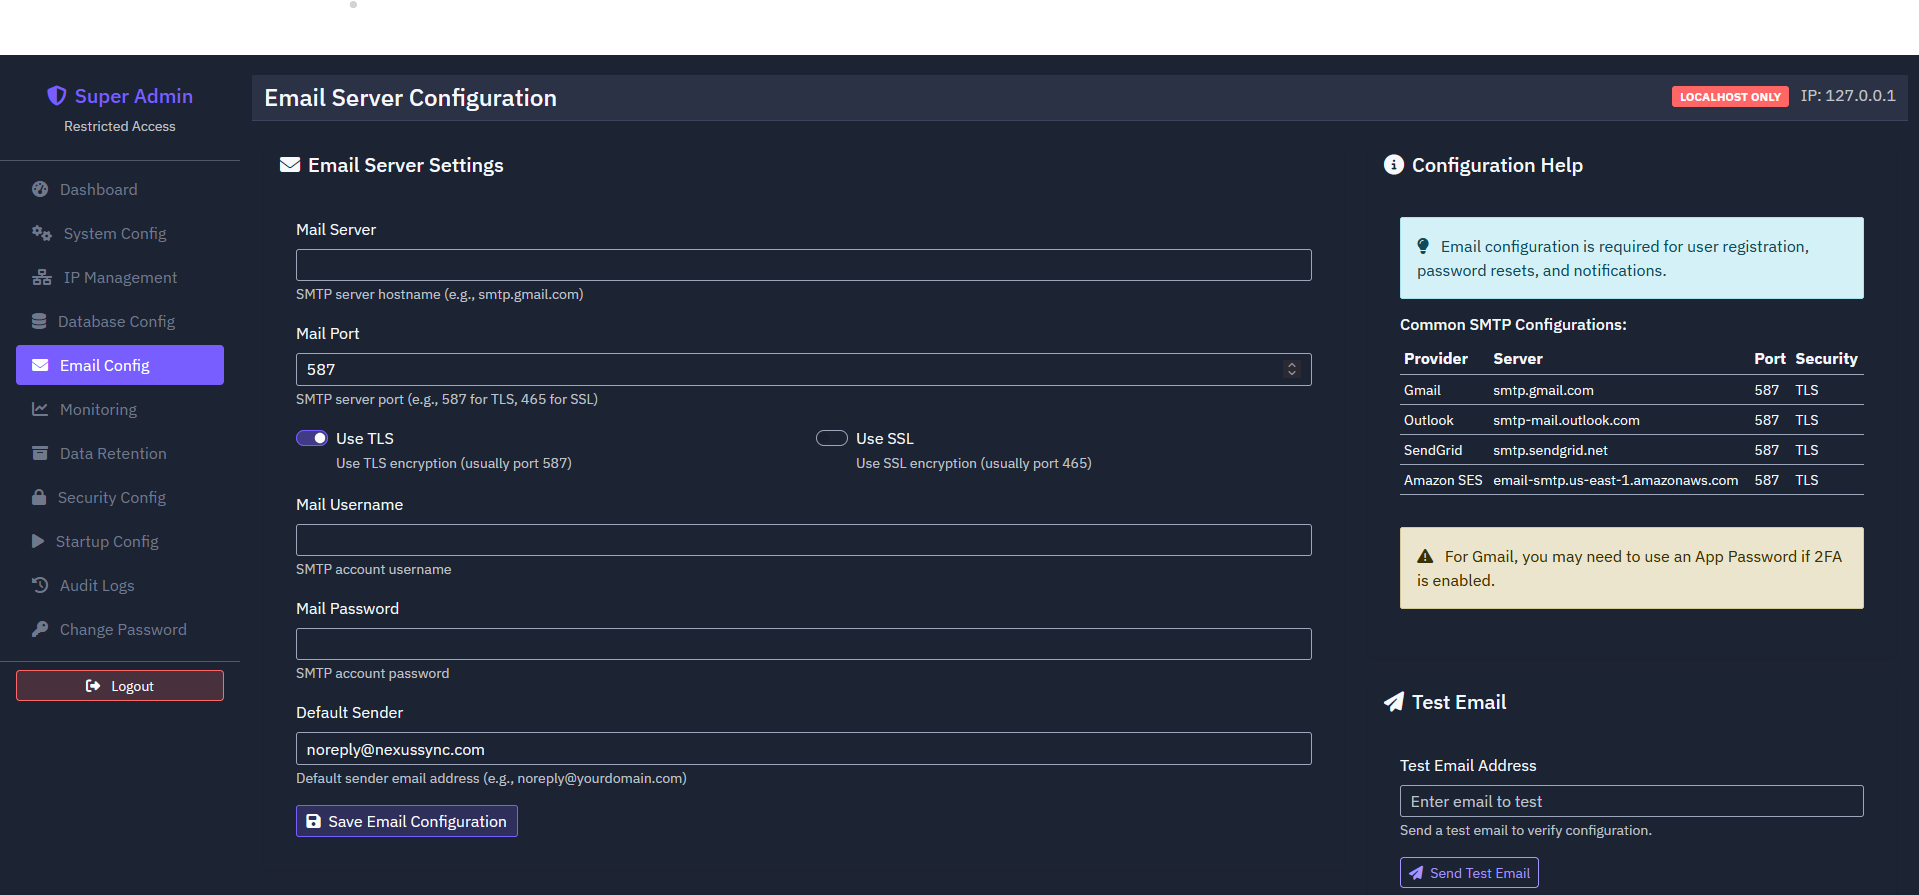 Super Admin
Restricted Access
Dashboard
System Config
IP Management
Database Config
Email Config
Monitoring
Data Retention
Security Config
Startup Config
Audit Logs
Change Password
Logout
Email Server Configuration
LOCALHOST ONLY IP: 127.0.0.1
Email Server Settings
Mail Server
SMTP server hostname (e.g., smtp.gmail.com)
Mail Port
587
SMTP server port (e.g., 587 for TLS, 465 for SSL)
Use TLS
Use TLS encryption (usually port 587)
Use SSL
Use SSL encryption (usually port 465)
Mail Username
SMTP account username
Mail Password
SMTP account password
Default Sender
noreply@nexussync.com
Default sender email address (e.g., noreply@yourdomain.com)
Save Email Configuration
Configuration Help
Email configuration is required for user registration,
password resets, and notifications.
Common SMTP Configurations:
Provider Server Port Security
Gmail smtp.gmail.com 587 TLS
Outlook smtp-mail.outlook.com 587 TLS
SendGrid smtp.sendgrid.net 587 TLS
Amazon SES email-smtp.us-east-1.amazonaws.com 587 TLS
For Gmail, you may need to use an App Password if 2FA
is enabled.
Test Email
Test Email Address
Enter email to test
Send a test email to verify configuration.
Send Test Email